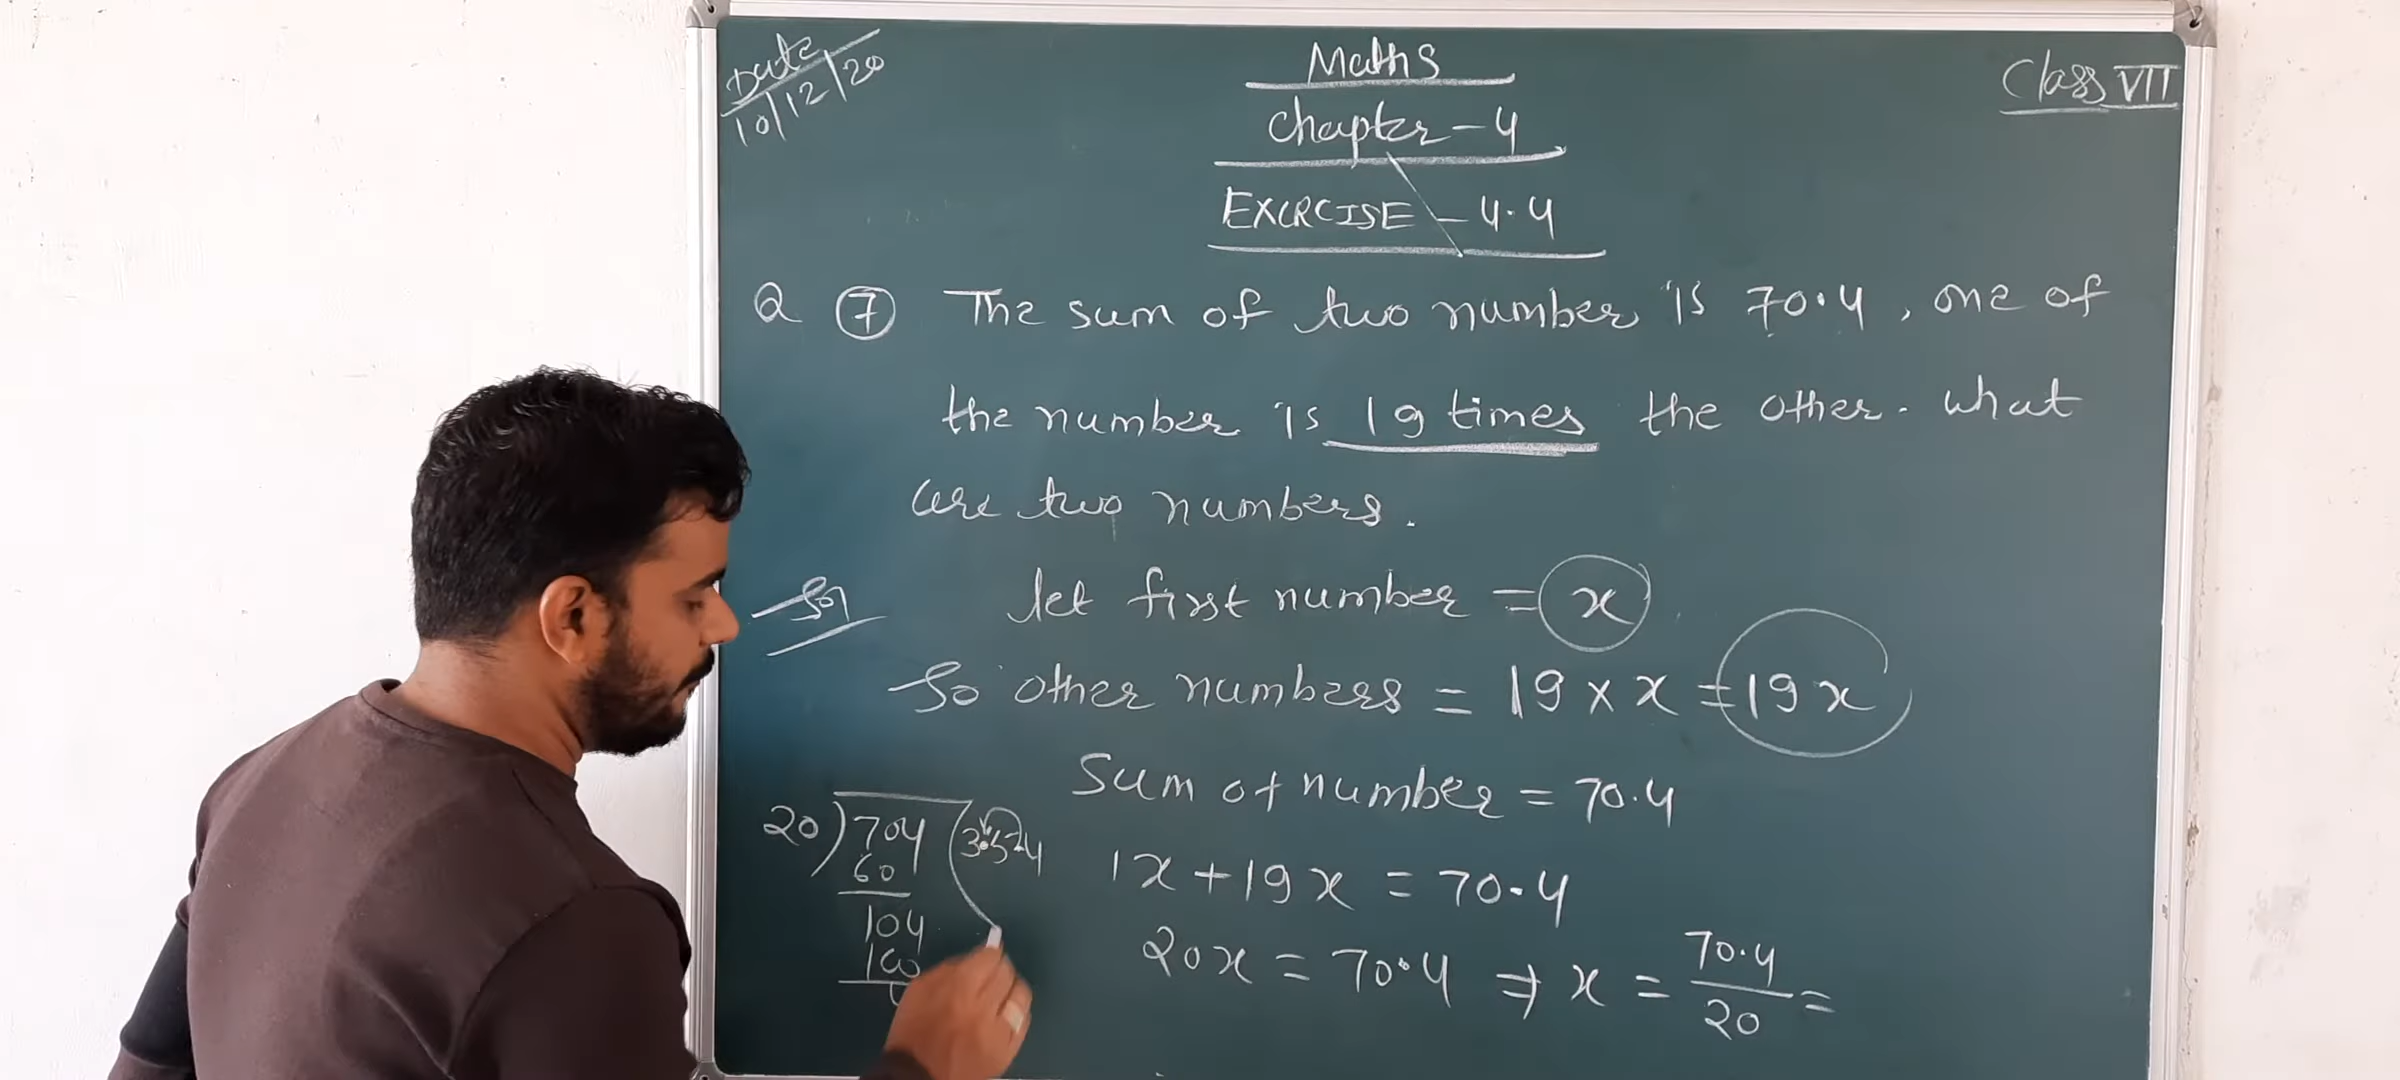 Date
10/12/20
Maths
Class VII
Chapter - 4
EXERCISE - 4.4
Q 7 The sum of two number is 70.4, one of
the number is 19 times the other. what
are two numbers.
Sol
let first number = x
So other numbers = 19 × x = 19x
Sum of number = 70.4
1x + 19x = 70.4
20x = 70.4 ⇒ x = 70.4/20 =
20)704(
60
104
100